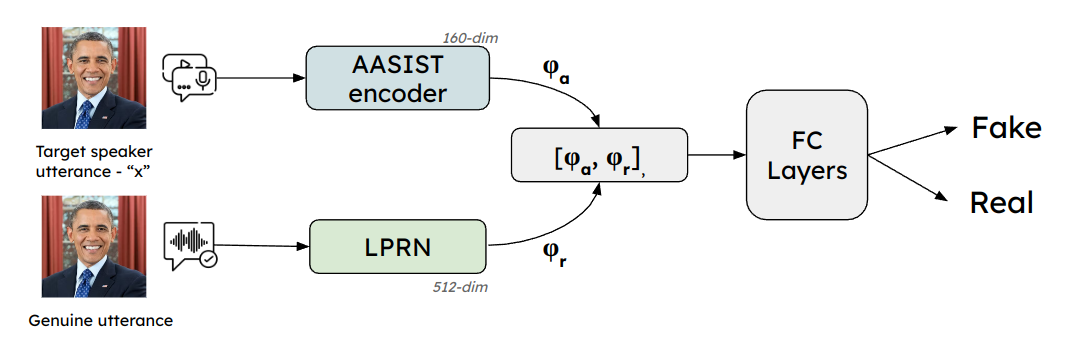 160-dim
AASIST
encoder
φa
Target speaker
utterance - “x”
[φa, φr],
FC
Layers
Fake
Real
LPRN
φr
512-dim
Genuine utterance